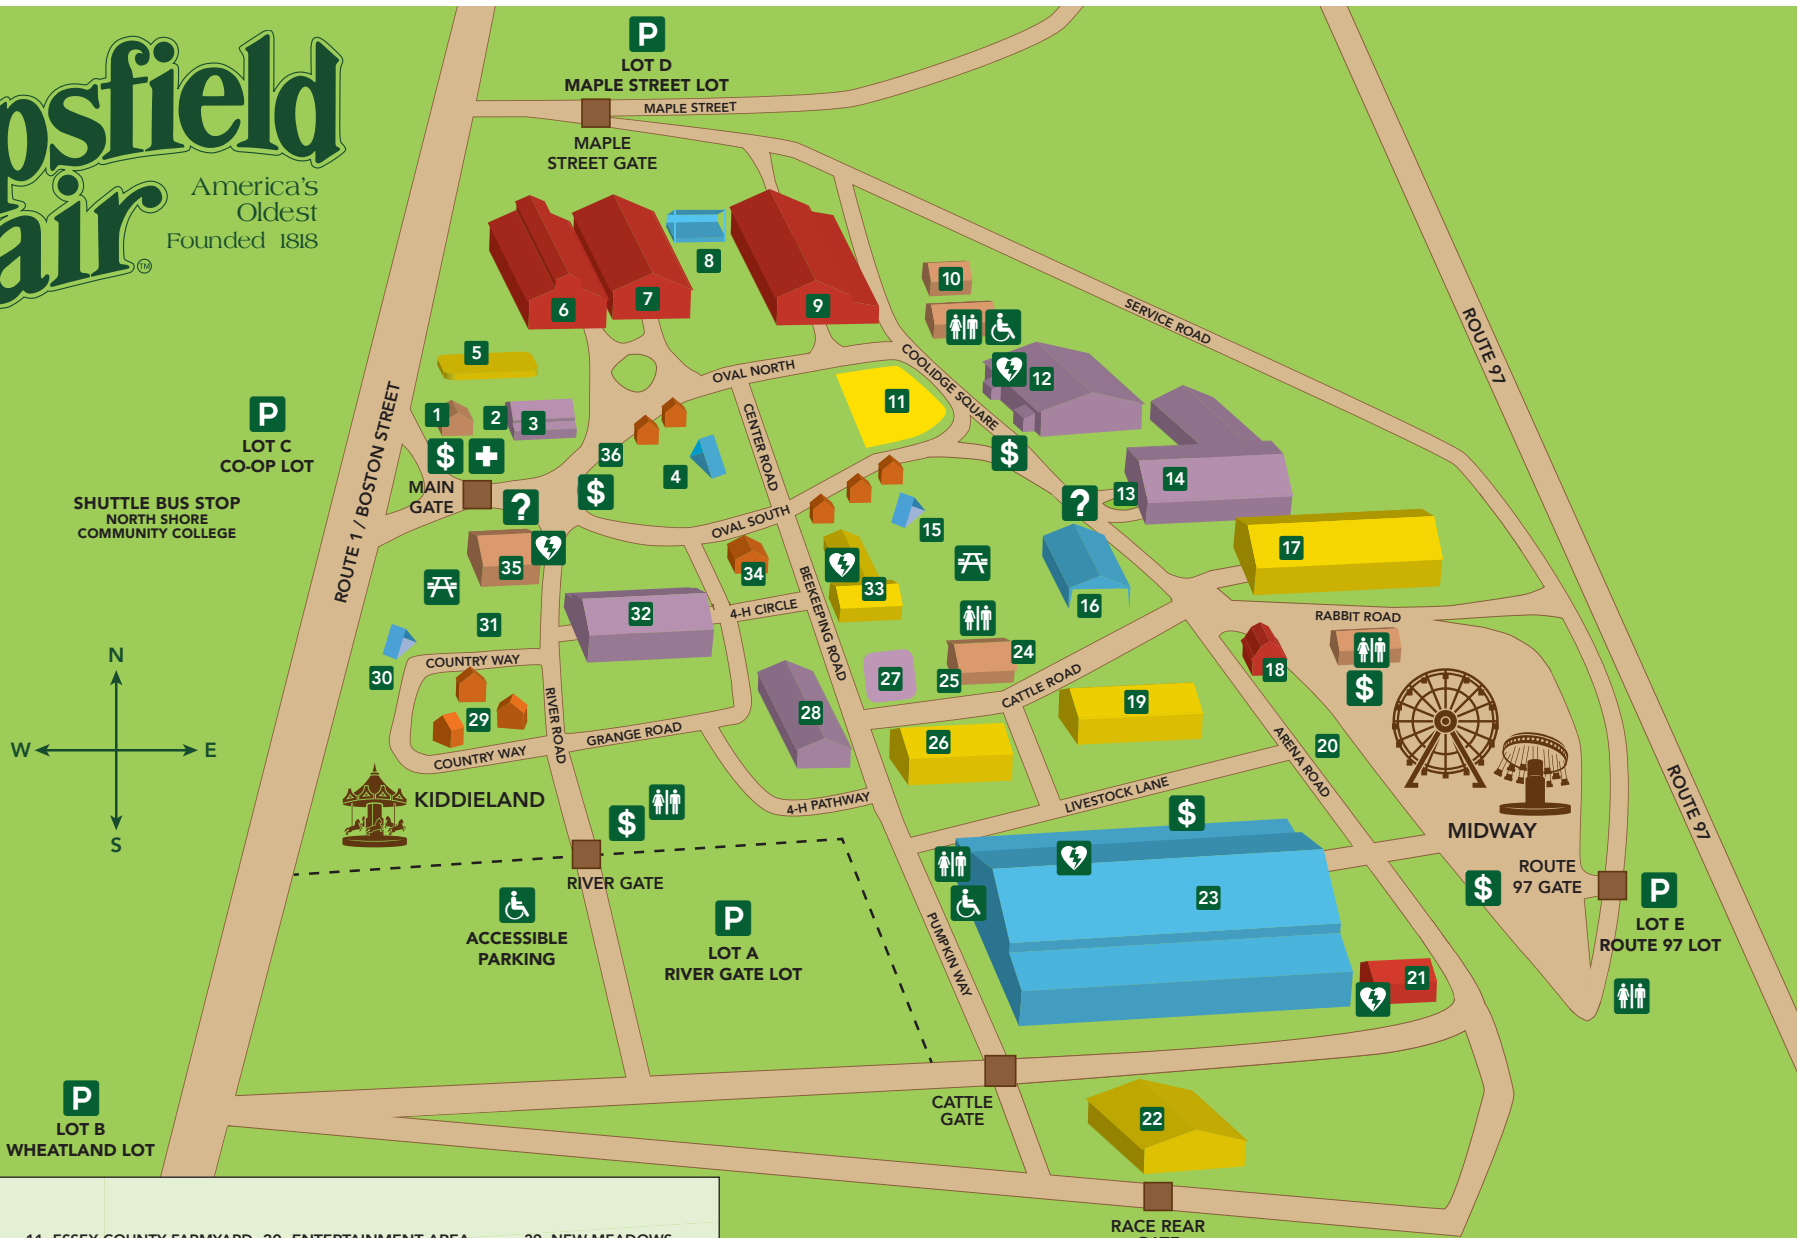 P
LOT D
MAPLE STREET LOT
MAPLE STREET
MAPLE
STREET GATE
psfield
air
TM
America's
Oldest
Founded 1818
SERVICE ROAD
ROUTE 97
ROUTE 97
6
7
8
9
10
5
OVAL NORTH
COOLIDGE SQUARE
12
11
1
2
3
$
CENTER ROAD
36
4
$
$
P
LOT C
CO-OP LOT
ROUTE 1 / BOSTON STREET
MAIN
GATE
?
SHUTTLE BUS STOP
NORTH SHORE
COMMUNITY COLLEGE
OVAL SOUTH
15
?
13
14
17
35
34
33
16
BEEKEEPING ROAD
4-H CIRCLE
32
31
30
COUNTRY WAY
RIVER ROAD
29
COUNTRY WAY
GRANGE ROAD
28
27
24
25
CATTLE ROAD
RABBIT ROAD
18
$
19
26
ARENA ROAD
20
N
W
E
S
KIDDIELAND
$
4-H PATHWAY
LIVESTOCK LANE
$
MIDWAY
RIVER GATE
ROUTE
97 GATE
$
P
LOT E
ROUTE 97 LOT
23
21
ACCESSIBLE
PARKING
P
LOT A
RIVER GATE LOT
PUMPKIN WAY
CATTLE
GATE
22
P
LOT B
WHEATLAND LOT
RACE REAR